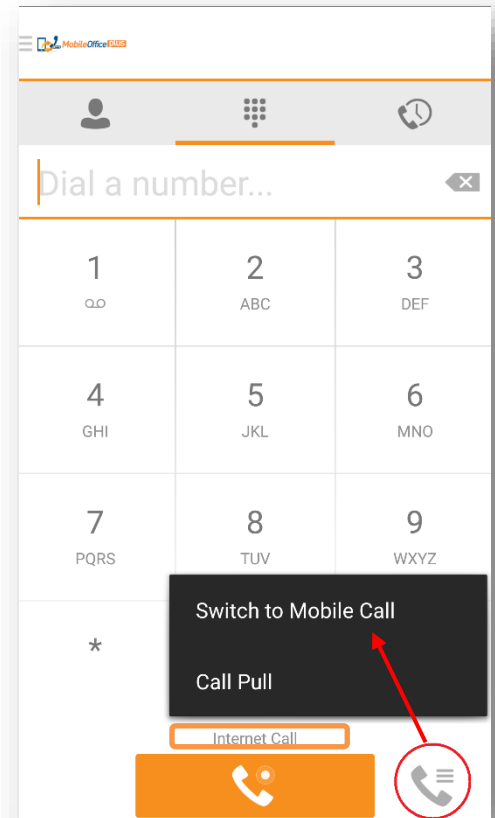 MobileOffice PLUS
Dial a number...
1 2 3
ABC DEF
4 5 6
GHI JKL MNO
7 8 9
PQRS TUV WXYZ
Switch to Mobile Call
*
Call Pull
Internet Call